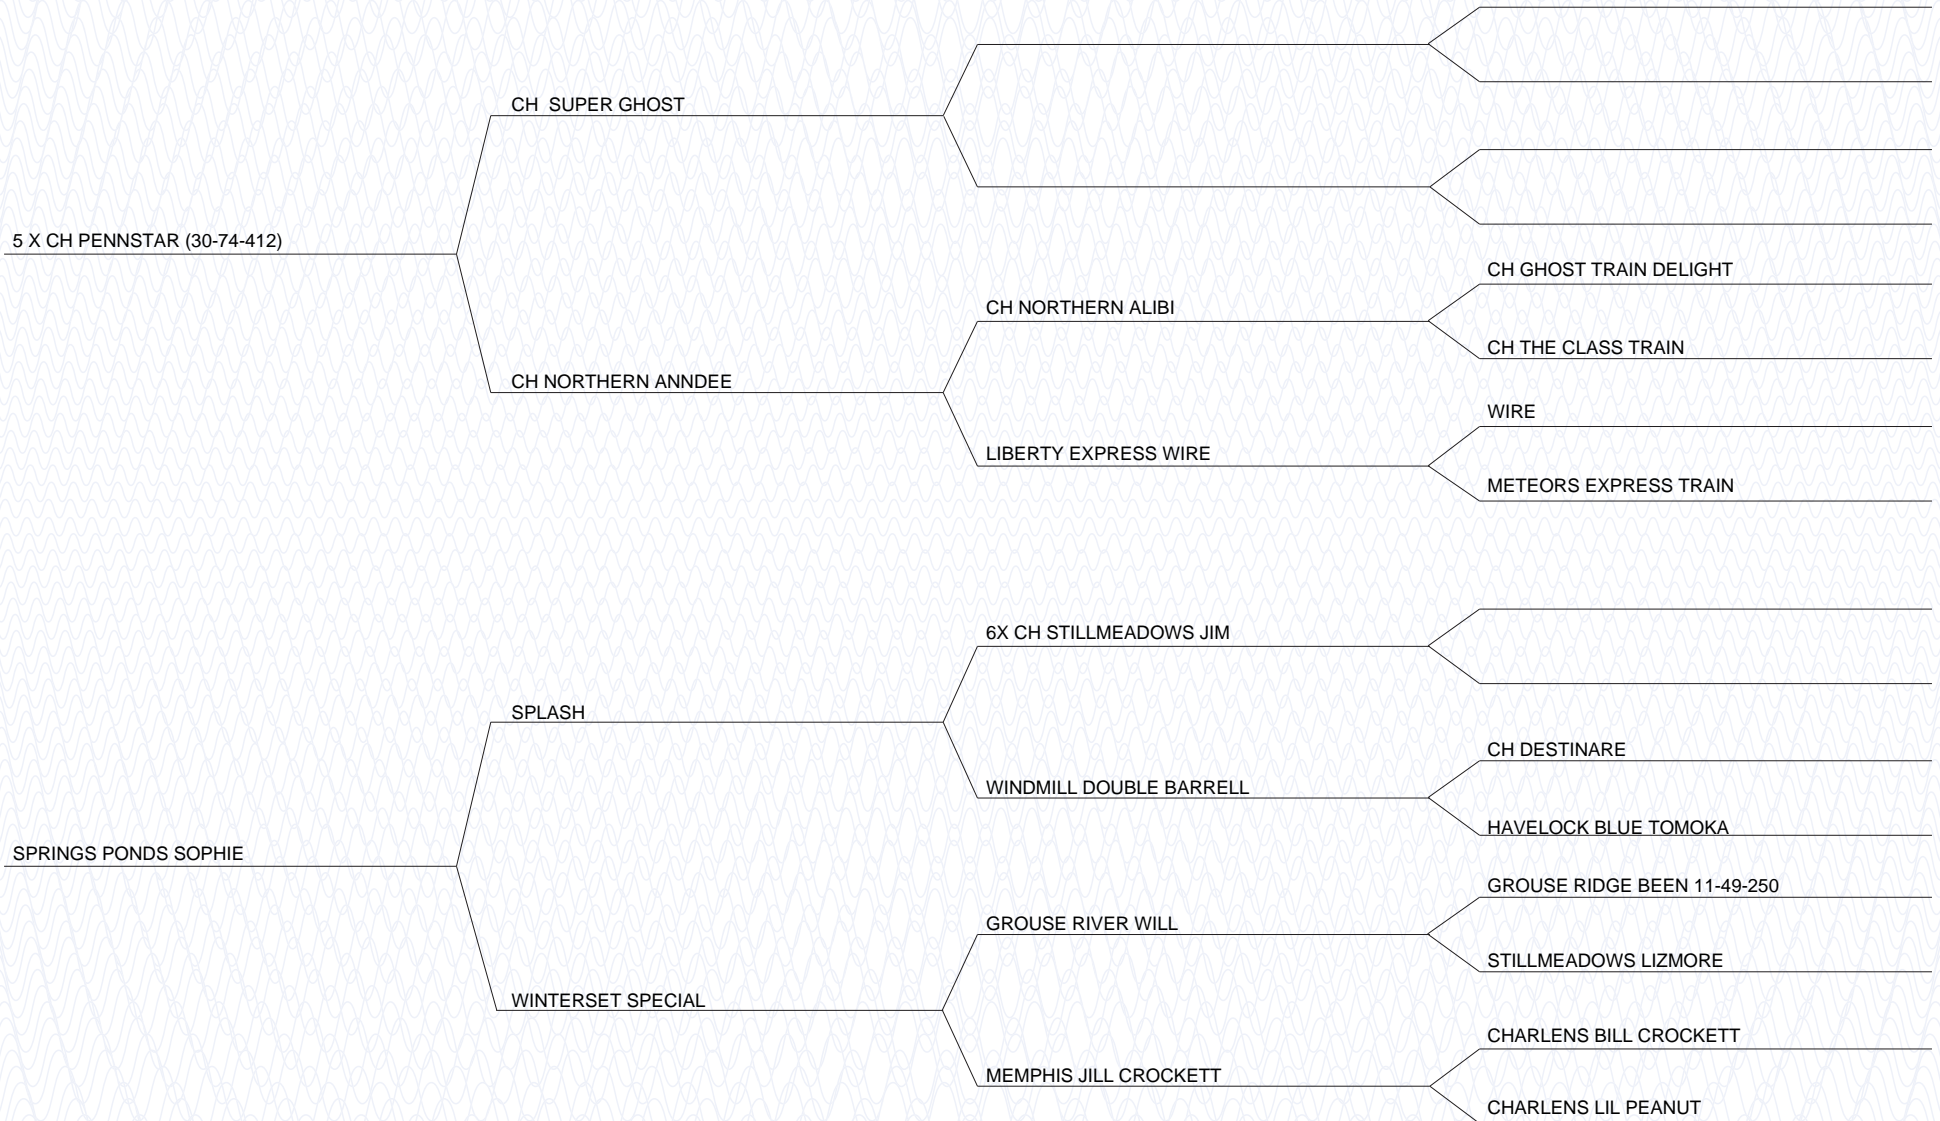 CH  SUPER GHOST
5 X CH PENNSTAR (30-74-412)
CH GHOST TRAIN DELIGHT
CH NORTHERN ALIBI
CH THE CLASS TRAIN
CH NORTHERN ANNDEE
WIRE
LIBERTY EXPRESS WIRE
METEORS EXPRESS TRAIN
6X CH STILLMEADOWS JIM
SPLASH
CH DESTINARE
WINDMILL DOUBLE BARRELL
HAVELOCK BLUE TOMOKA
SPRINGS PONDS SOPHIE
GROUSE RIDGE BEEN 11-49-250
GROUSE RIVER WILL
STILLMEADOWS LIZMORE
WINTERSET SPECIAL
CHARLENS BILL CROCKETT
MEMPHIS JILL CROCKETT
CHARLENS LIL PEANUT